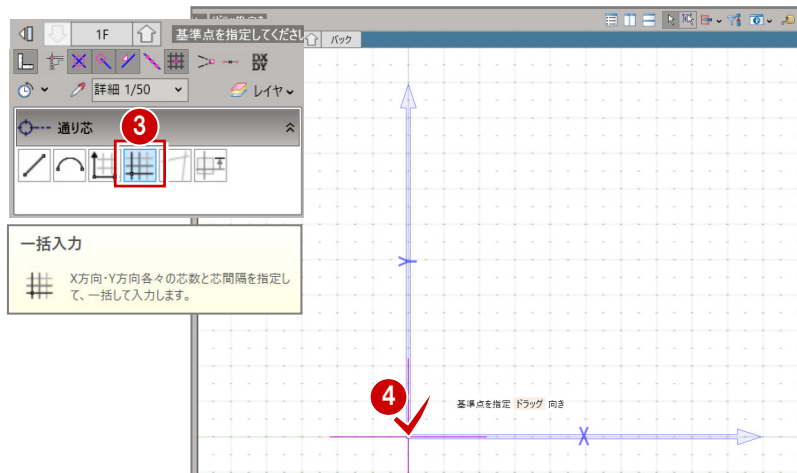 1F
基準点を指定してくださ
バック
DX
DY
詳細 1/50
レイヤ
通り芯
3
一括入力
X方向・Y方向各々の芯数と芯間隔を指定し
て、一括して入力します。
Y
4
基準点を指定 ドラッグ 向き
X